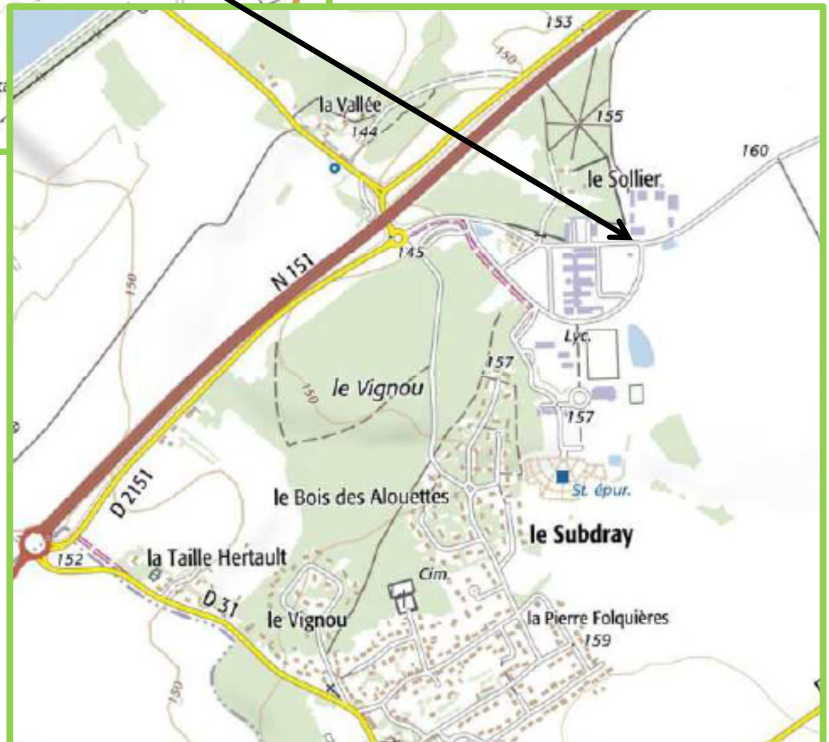 153
la Vallée
144
155
160
le Sollier
145
N 151
150
Lyc.
157
150
le Vignou
157
D 2151
le Bois des Alouettes
St. épur.
le Subdray
152
la Taille Hertault
Cim.
D 31
le Vignou
la Pierre Folquières
159
150